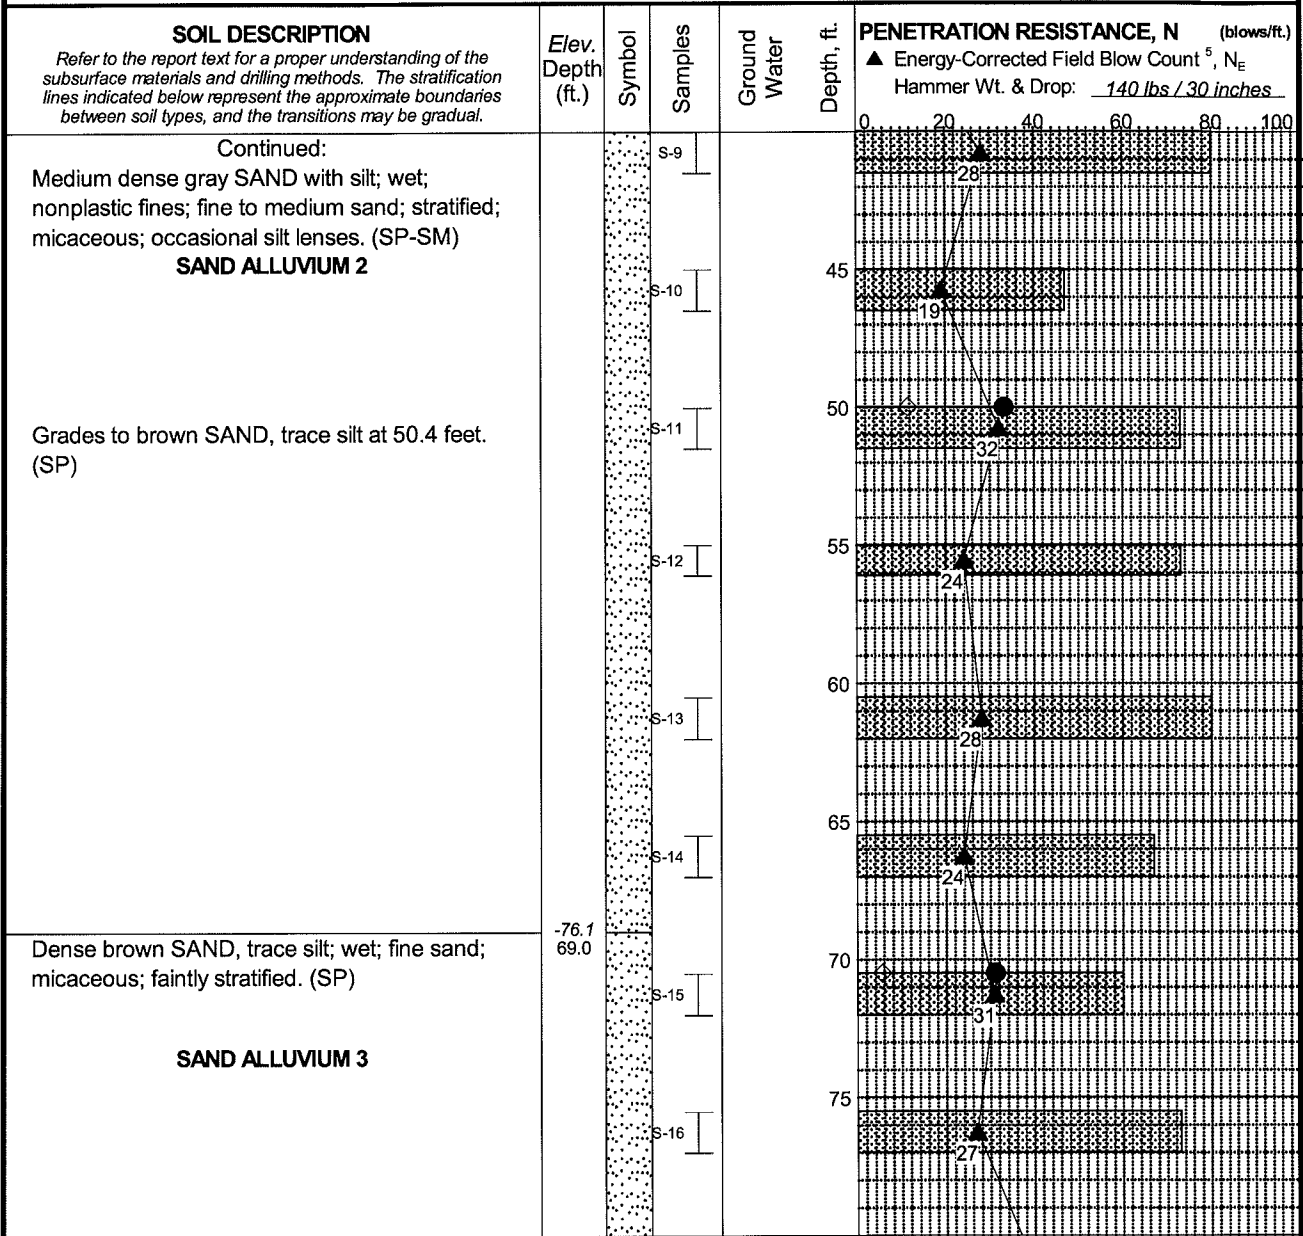 SOIL DESCRIPTION
Refer to the report text for a proper understanding of the
subsurface materials and drilling methods. The stratification
lines indicated below represent the approximate boundaries
between soil types, and the transitions may be gradual.
Elev.
Depth
(ft.)
Symbol
Samples
Ground
Water
Depth, ft.
PENETRATION RESISTANCE, N (blows/ft.)
▲ Energy-Corrected Field Blow Count 5, NE
Hammer Wt. & Drop: 140 lbs / 30 inches
0 20 40 60 80 100
Continued:
Medium dense gray SAND with silt; wet;
nonplastic fines; fine to medium sand; stratified;
micaceous; occasional silt lenses. (SP-SM)
SAND ALLUVIUM 2
Grades to brown SAND, trace silt at 50.4 feet.
(SP)
-76.1
69.0
Dense brown SAND, trace silt; wet; fine sand;
micaceous; faintly stratified. (SP)
SAND ALLUVIUM 3
S-9
S-10
S-11
S-12
S-13
S-14
S-15
S-16
45
50
55
60
65
70
75
28
19
32
24
28
24
31
27